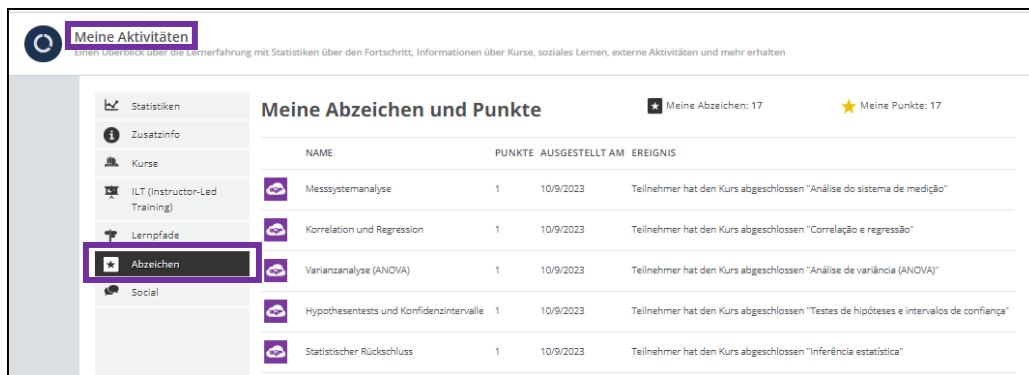 Meine Aktivitäten
Einen Überblick über die Lernerfahrung mit Statistiken über den Fortschritt, Informationen über Kurse, soziales Lernen, externe Aktivitäten und mehr erhalten
Statistiken
Zusatzinfo
Kurse
ILT (Instructor-Led
Training)
Lernpfade
Abzeichen
Social
Meine Abzeichen und Punkte
Meine Abzeichen: 17
Meine Punkte: 17
NAME PUNKTE AUSGESTELLT AM EREIGNIS
Messsystemanalyse 1 10/9/2023 Teilnehmer hat den Kurs abgeschlossen "Análise do sistema de medição"
Korrelation und Regression 1 10/9/2023 Teilnehmer hat den Kurs abgeschlossen "Correlação e regressão"
Varianzanalyse (ANOVA) 1 10/9/2023 Teilnehmer hat den Kurs abgeschlossen "Análise de variância (ANOVA)"
Hypothesentests und Konfidenzintervalle 1 10/9/2023 Teilnehmer hat den Kurs abgeschlossen "Testes de hipóteses e intervalos de confiança"
Statistischer Rückschluss 1 10/9/2023 Teilnehmer hat den Kurs abgeschlossen "Inferência estatística"